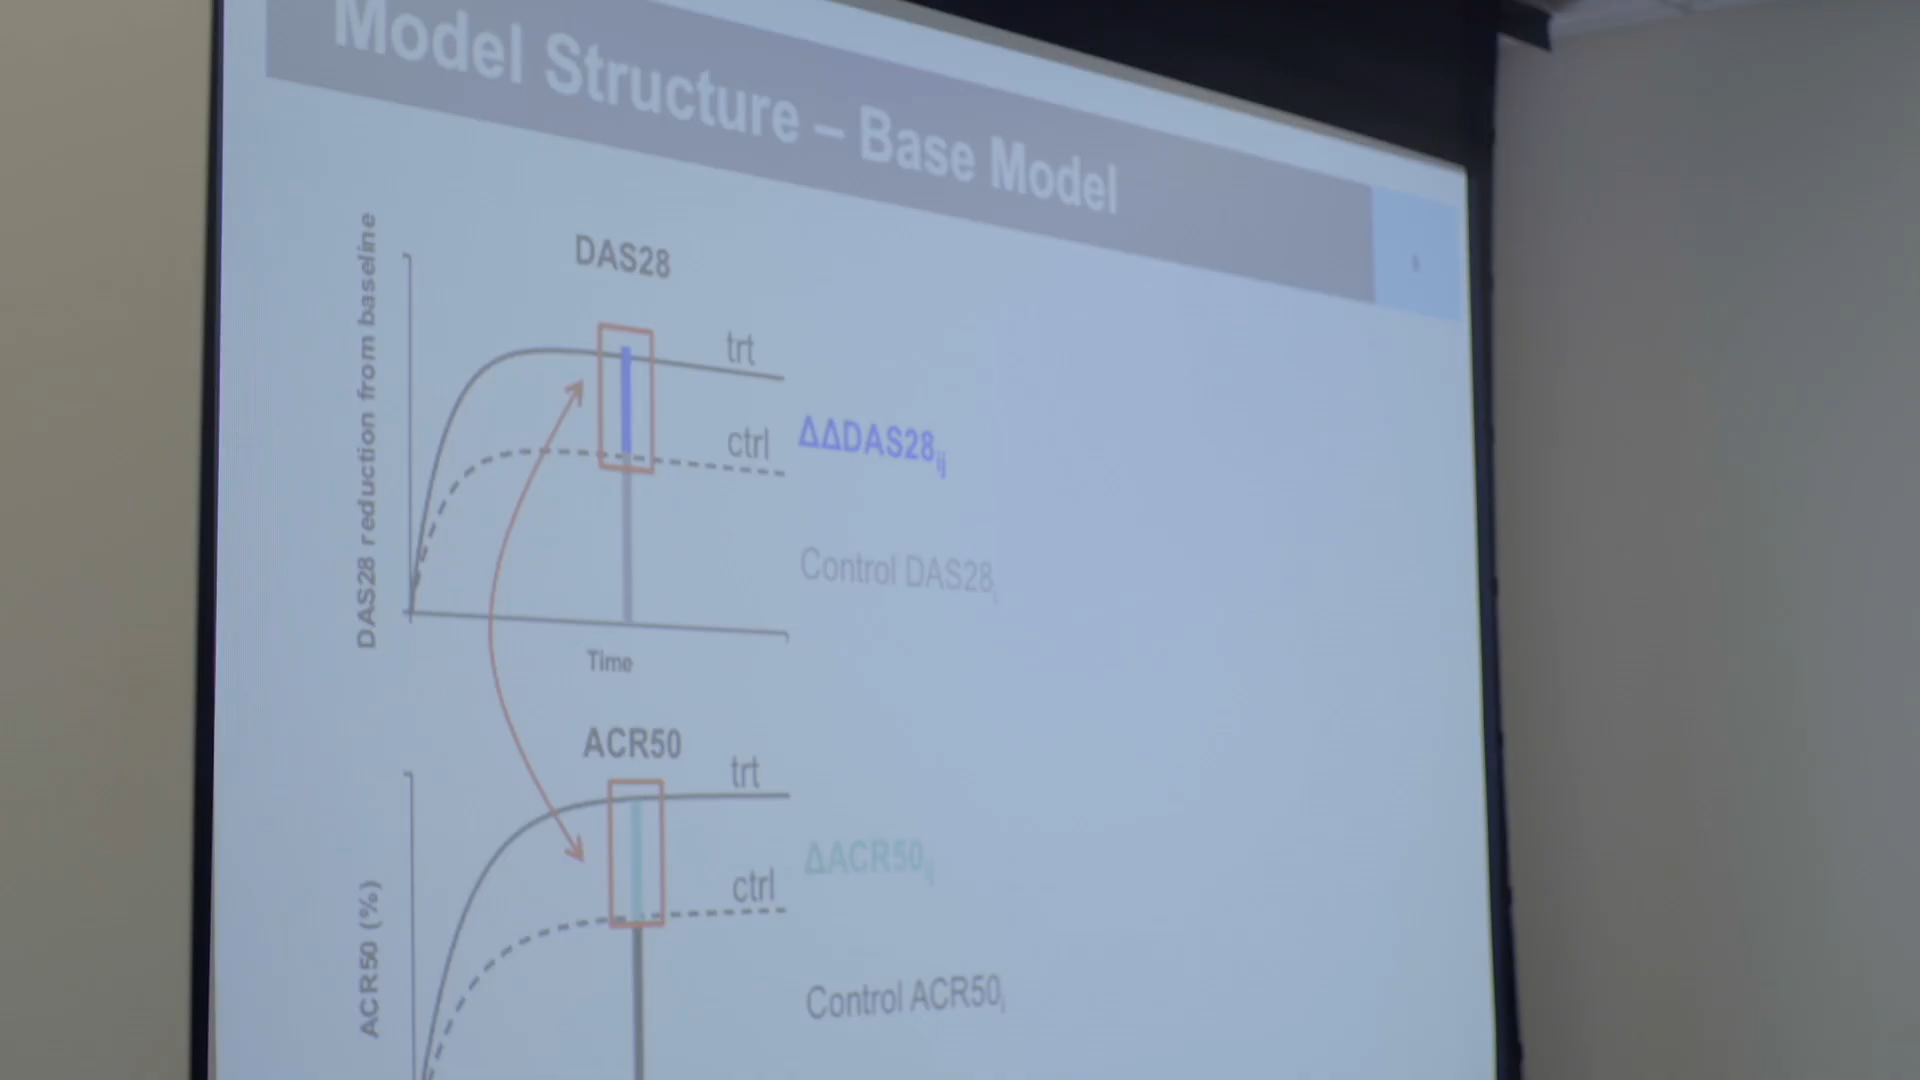 Model Structure – Base Model
DAS28
DAS28 reduction from baseline
trt
ctrl
ΔΔDAS28ij
Control DAS28i
Time
ACR50
trt
ACR50 (%)
ctrl
ΔACR50ij
Control ACR50i